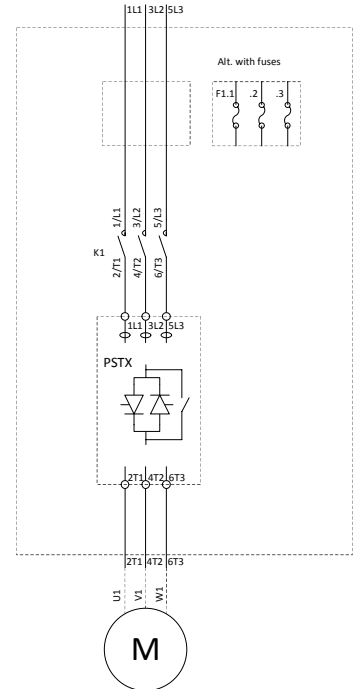 1L1 3L2 5L3
Alt. with fuses
F1.1 .2 .3
1/L1 3/L2 5/L3
K1
2/T1 4/T2 6/T3
1L1 3L2 5L3
PSTX
2T1 4T2 6T3
2T1 4T2 6T3
U1 V1 W1
M